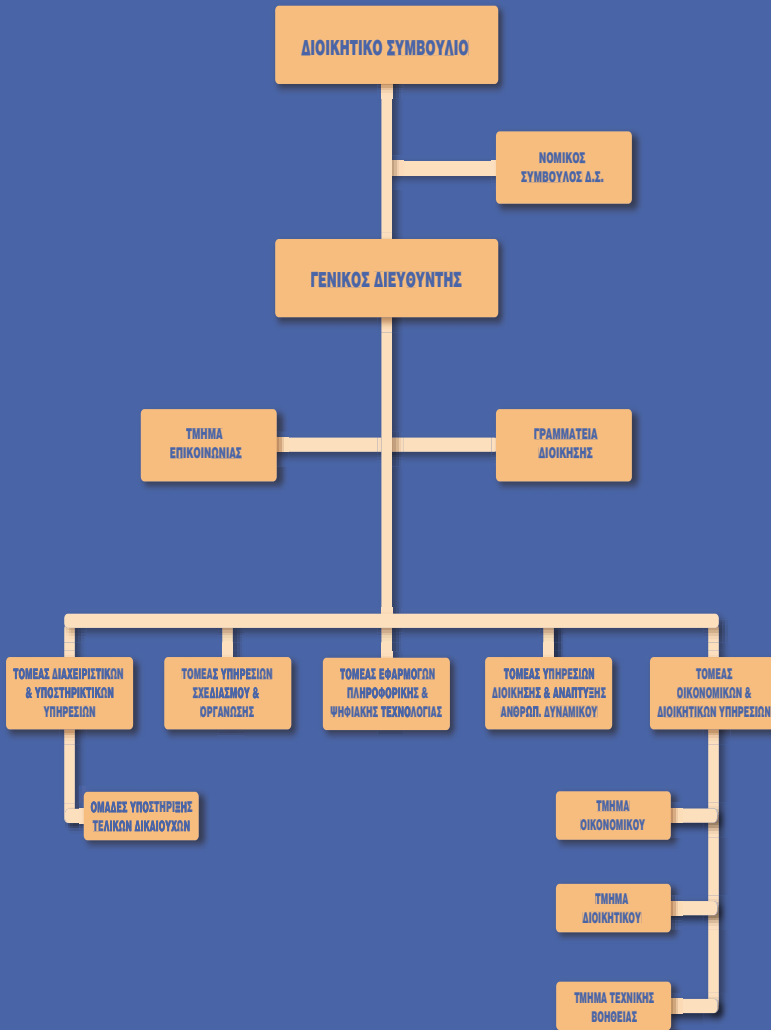 ΔΙΟΙΚΗΤΙΚΟ ΣΥΜΒΟΥΛΙΟ
ΝΟΜΙΚΟΣ
ΣΥΜΒΟΥΛΟΣ Δ.Σ.
ΓΕΝΙΚΟΣ ΔΙΕΥΘΥΝΤΗΣ
ΤΜΗΜΑ
ΕΠΙΚΟΙΝΩΝΙΑΣ
ΓΡΑΜΜΑΤΕΙΑ
ΔΙΟΙΚΗΣΗΣ
ΤΟΜΕΑΣ ΔΙΑΧΕΙΡΙΣΤΙΚΩΝ
& ΥΠΟΣΤΗΡΙΚΤΙΚΩΝ
ΥΠΗΡΕΣΙΩΝ
ΤΟΜΕΑΣ ΥΠΗΡΕΣΙΩΝ
ΣΧΕΔΙΑΣΜΟΥ &
ΟΡΓΑΝΩΣΗΣ
ΤΟΜΕΑΣ ΕΦΑΡΜΟΓΩΝ
ΠΛΗΡΟΦΟΡΙΚΗΣ &
ΨΗΦΙΑΚΗΣ ΤΕΧΝΟΛΟΓΙΑΣ
ΤΟΜΕΑΣ ΥΠΗΡΕΣΙΩΝ
ΔΙΟΙΚΗΣΗΣ & ΑΝΑΠΤΥΞΗΣ
ΑΝΘΡΩΠ. ΔΥΝΑΜΙΚΟΥ
ΤΟΜΕΑΣ
ΟΙΚΟΝΟΜΙΚΩΝ &
ΔΙΟΙΚΗΤΙΚΩΝ ΥΠΗΡΕΣΙΩΝ
ΟΜΑΔΕΣ ΥΠΟΣΤΗΡΙΞΗΣ
ΤΕΛΙΚΩΝ ΔΙΚΑΙΟΥΧΩΝ
ΤΜΗΜΑ
ΟΙΚΟΝΟΜΙΚΟΥ
ΤΜΗΜΑ
ΔΙΟΙΚΗΤΙΚΟΥ
ΤΜΗΜΑ ΤΕΧΝΙΚΗΣ
ΒΟΗΘΕΙΑΣ